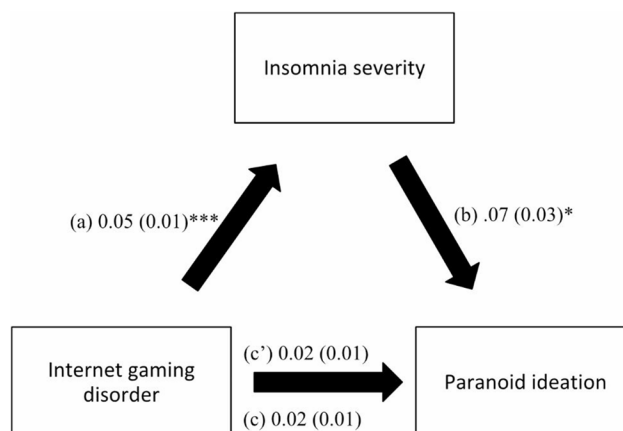 Insomnia severity
(a) 0.05 (0.01)***
(b) .07 (0.03)*
Internet gaming
disorder
(c’) 0.02 (0.01)
(c) 0.02 (0.01)
Paranoid ideation